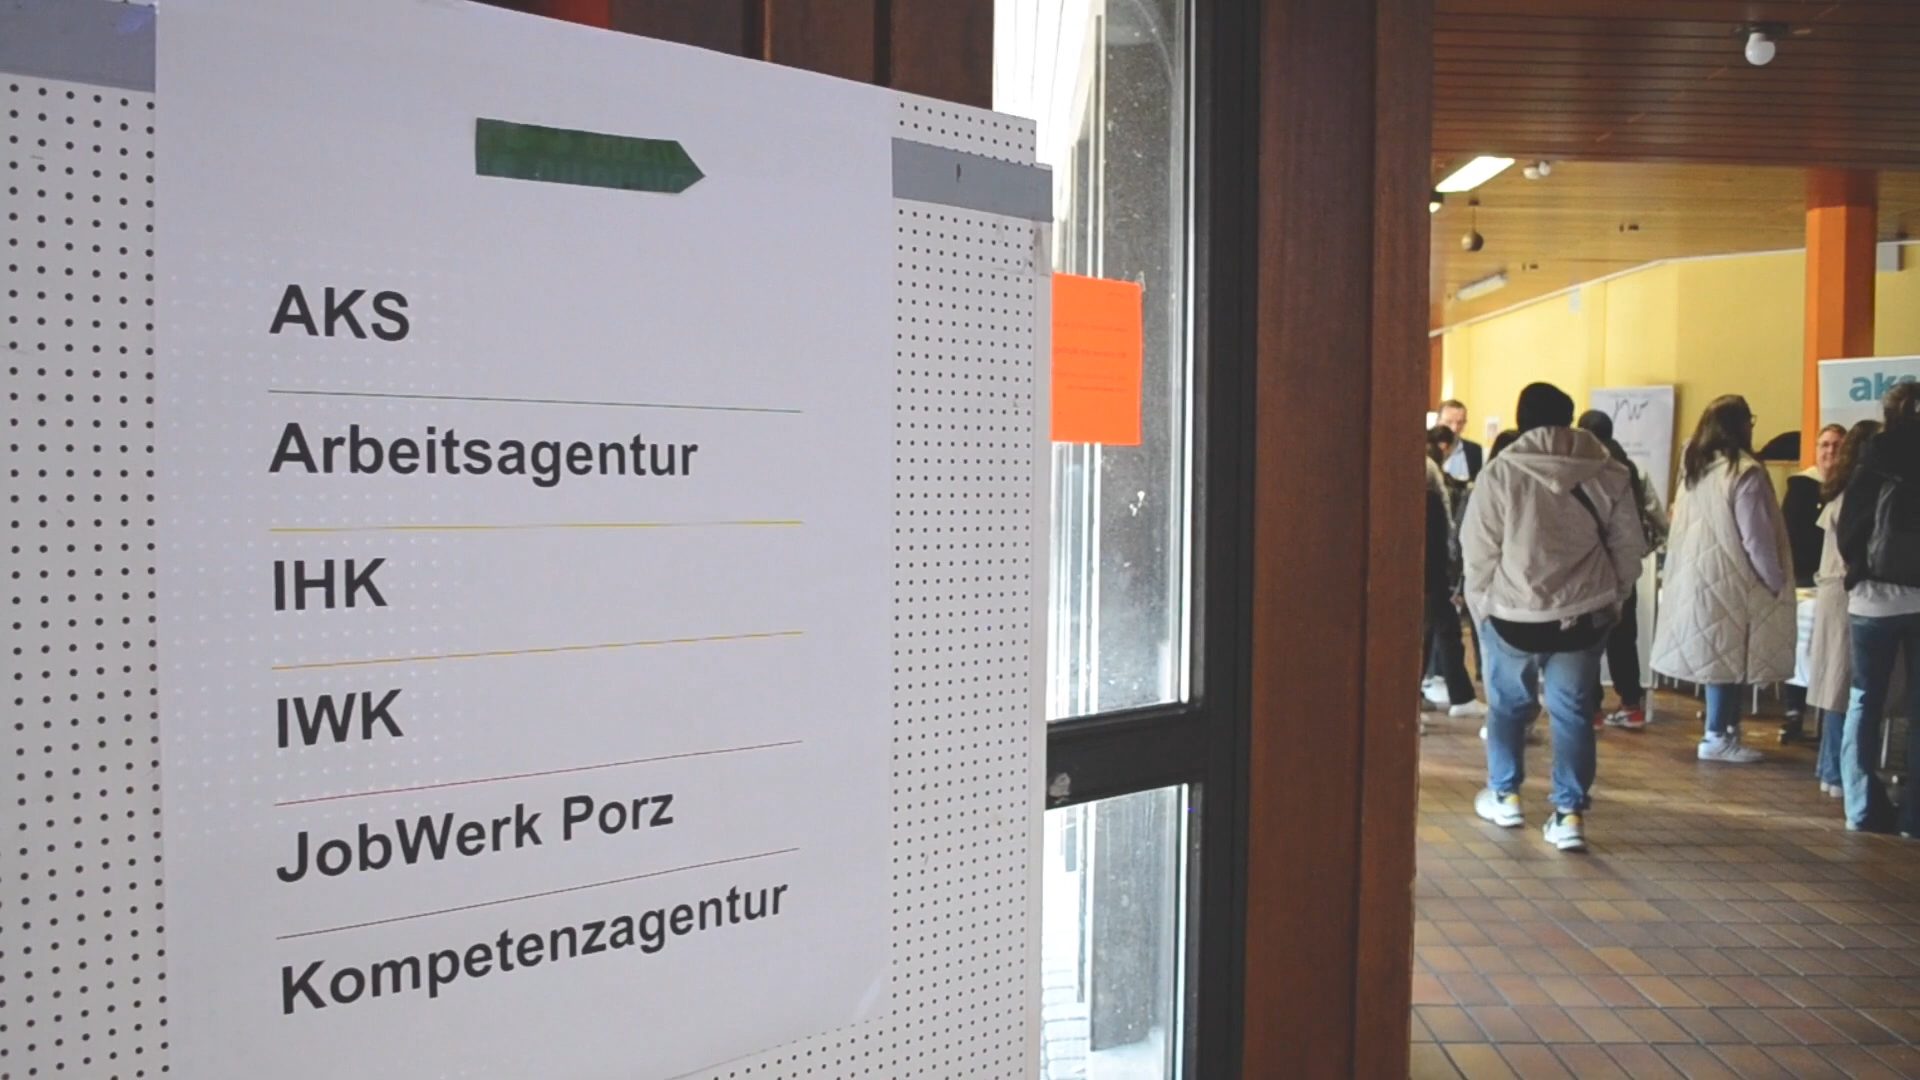 AKS
Arbeitsagentur
IHK
IWK
JobWerk Porz
Kompetenzagentur
aks